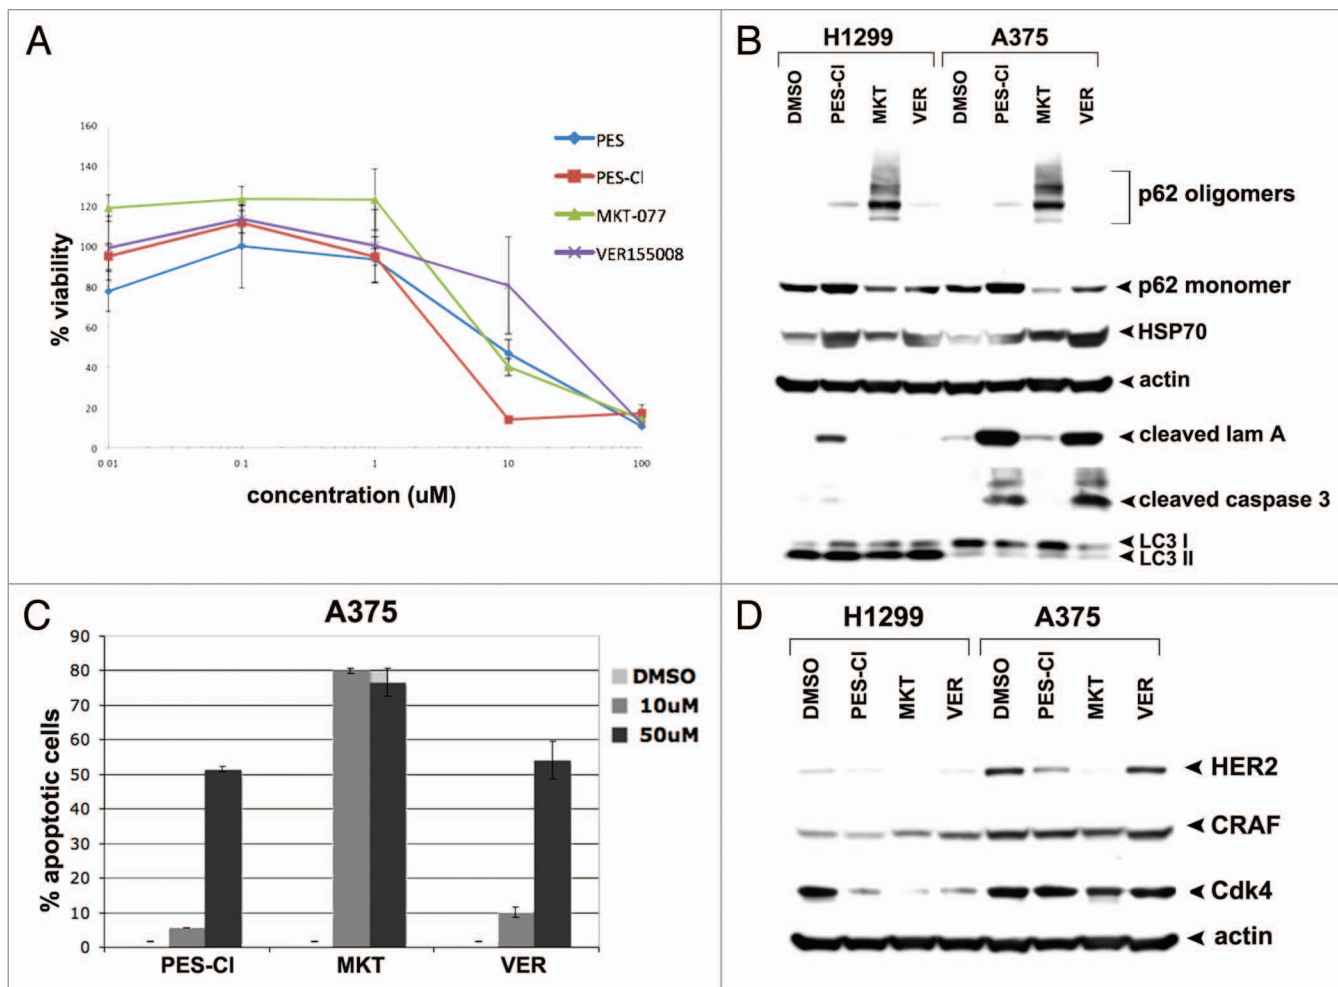 A
160
140
120
100
80
60
40
20
0
% viability
0.01
0.1
1
10
100
concentration (uM)
PES
PES-Cl
MKT-077
VER155008
B
H1299 A375
DMSO PES-Cl MKT VER DMSO PES-Cl MKT VER
p62 oligomers
p62 monomer
HSP70
actin
cleaved lam A
cleaved caspase 3
LC3 I
LC3 II
C
A375
90
80
70
60
50
40
30
20
10
0
% apoptotic cells
PES-Cl MKT VER
DMSO
10uM
50uM
D
H1299 A375
DMSO PES-Cl MKT VER DMSO PES-Cl MKT VER
HER2
CRAF
Cdk4
actin